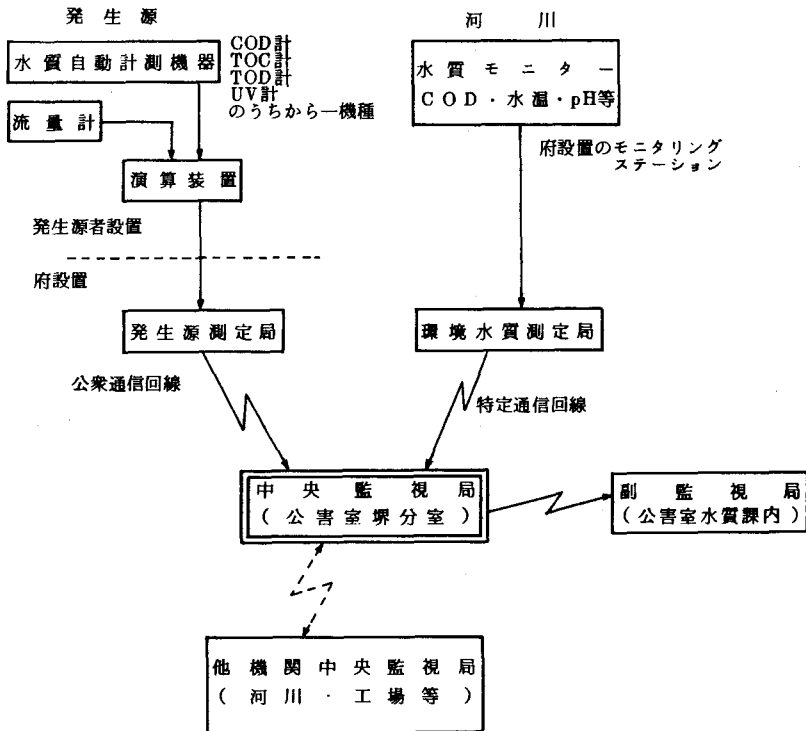 発生源
水質自動計測機器
COD計
TOC計
TOD計
UV計
のうちから一機種
流量計
演算装置
発生源者設置
府設置
発生源測定局
公衆通信回線
河川
水質モニター
COD・水温・pH等
府設置のモニタリング
ステーション
環境水質測定局
特定通信回線
中央監視局
(公害室堺分室)
副監視局
(公害室水質課内)
他機関中央監視局
(河川・工場等)